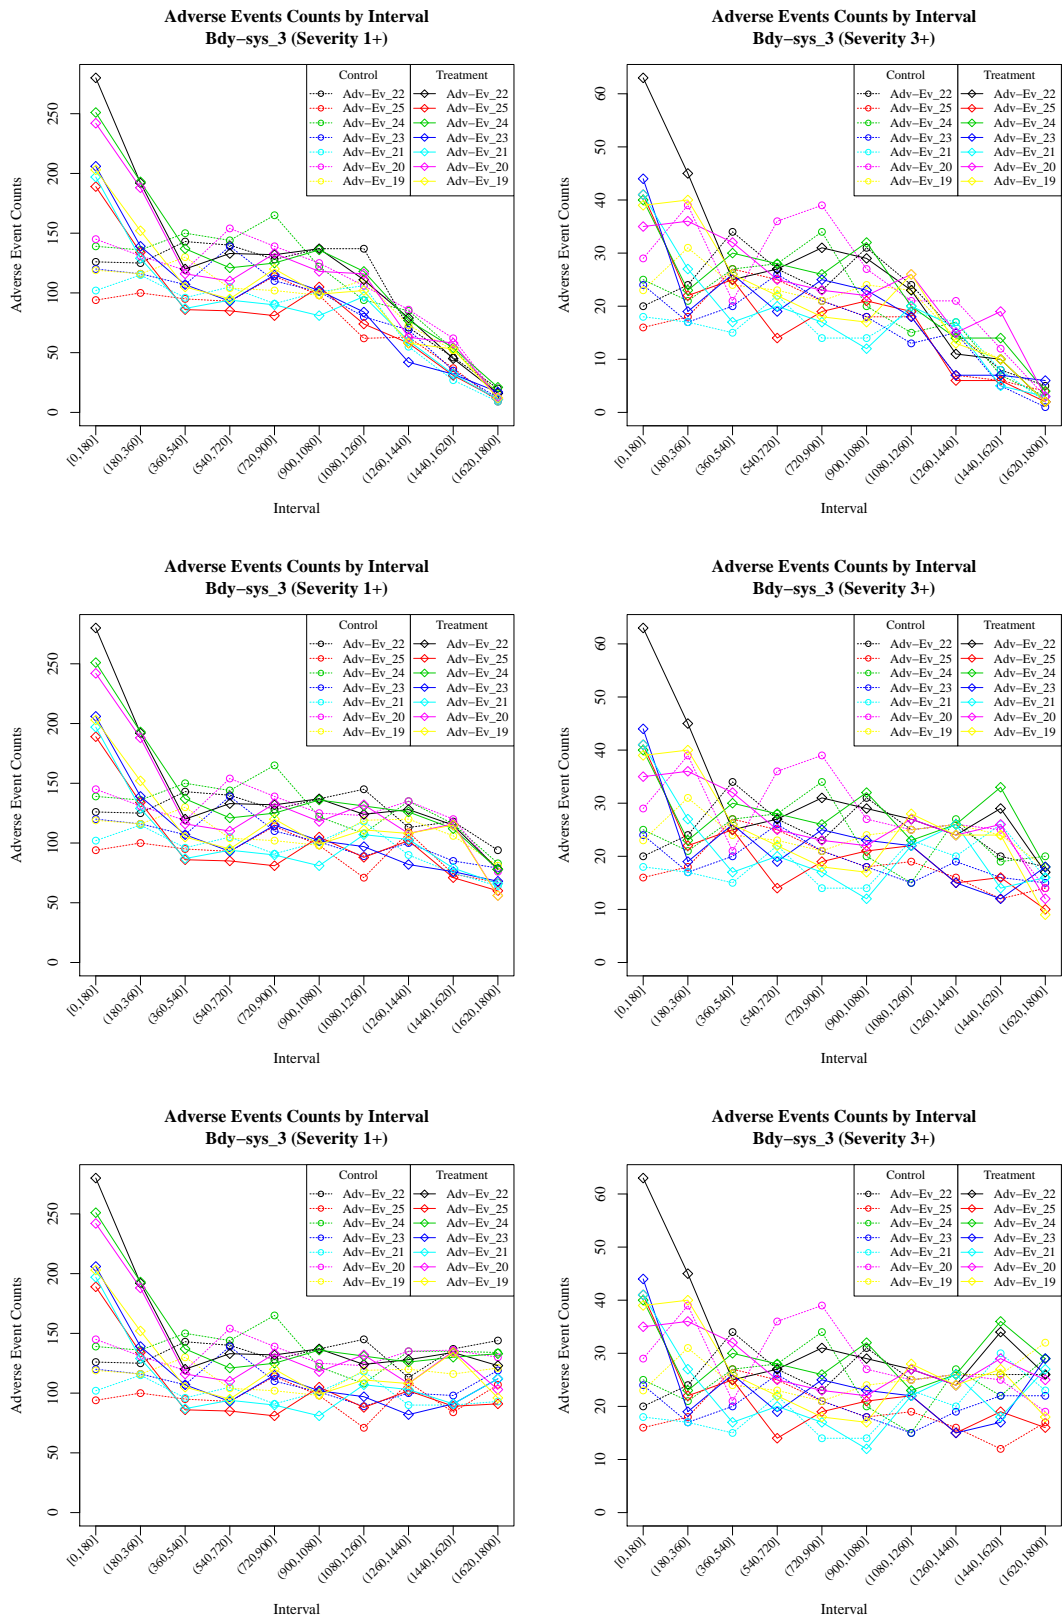 Adverse Events Counts by Interval
Bdy−sys_3 (Severity 1+)
Adverse Event Counts
0 50 100 150 200 250
Control Treatment
Adv−Ev_22 Adv−Ev_22
Adv−Ev_25 Adv−Ev_25
Adv−Ev_24 Adv−Ev_24
Adv−Ev_23 Adv−Ev_23
Adv−Ev_21 Adv−Ev_21
Adv−Ev_20 Adv−Ev_20
Adv−Ev_19 Adv−Ev_19
[0,180] (180,360] (360,540] (540,720] (720,900] (900,1080] (1080,1260] (1260,1440] (1440,1620] (1620,1800]
Interval
Adverse Events Counts by Interval
Bdy−sys_3 (Severity 3+)
Adverse Event Counts
0 10 20 30 40 50 60
Control Treatment
Adv−Ev_22 Adv−Ev_22
Adv−Ev_25 Adv−Ev_25
Adv−Ev_24 Adv−Ev_24
Adv−Ev_23 Adv−Ev_23
Adv−Ev_21 Adv−Ev_21
Adv−Ev_20 Adv−Ev_20
Adv−Ev_19 Adv−Ev_19
[0,180] (180,360] (360,540] (540,720] (720,900] (900,1080] (1080,1260] (1260,1440] (1440,1620] (1620,1800]
Interval
Adverse Events Counts by Interval
Bdy−sys_3 (Severity 1+)
Adverse Event Counts
0 50 100 150 200 250
Control Treatment
Adv−Ev_22 Adv−Ev_22
Adv−Ev_25 Adv−Ev_25
Adv−Ev_24 Adv−Ev_24
Adv−Ev_23 Adv−Ev_23
Adv−Ev_21 Adv−Ev_21
Adv−Ev_20 Adv−Ev_20
Adv−Ev_19 Adv−Ev_19
[0,180] (180,360] (360,540] (540,720] (720,900] (900,1080] (1080,1260] (1260,1440] (1440,1620] (1620,1800]
Interval
Adverse Events Counts by Interval
Bdy−sys_3 (Severity 3+)
Adverse Event Counts
0 10 20 30 40 50 60
Control Treatment
Adv−Ev_22 Adv−Ev_22
Adv−Ev_25 Adv−Ev_25
Adv−Ev_24 Adv−Ev_24
Adv−Ev_23 Adv−Ev_23
Adv−Ev_21 Adv−Ev_21
Adv−Ev_20 Adv−Ev_20
Adv−Ev_19 Adv−Ev_19
[0,180] (180,360] (360,540] (540,720] (720,900] (900,1080] (1080,1260] (1260,1440] (1440,1620] (1620,1800]
Interval
Adverse Events Counts by Interval
Bdy−sys_3 (Severity 1+)
Adverse Event Counts
0 50 100 150 200 250
Control Treatment
Adv−Ev_22 Adv−Ev_22
Adv−Ev_25 Adv−Ev_25
Adv−Ev_24 Adv−Ev_24
Adv−Ev_23 Adv−Ev_23
Adv−Ev_21 Adv−Ev_21
Adv−Ev_20 Adv−Ev_20
Adv−Ev_19 Adv−Ev_19
[0,180] (180,360] (360,540] (540,720] (720,900] (900,1080] (1080,1260] (1260,1440] (1440,1620] (1620,1800]
Interval
Adverse Events Counts by Interval
Bdy−sys_3 (Severity 3+)
Adverse Event Counts
0 10 20 30 40 50 60
Control Treatment
Adv−Ev_22 Adv−Ev_22
Adv−Ev_25 Adv−Ev_25
Adv−Ev_24 Adv−Ev_24
Adv−Ev_23 Adv−Ev_23
Adv−Ev_21 Adv−Ev_21
Adv−Ev_20 Adv−Ev_20
Adv−Ev_19 Adv−Ev_19
[0,180] (180,360] (360,540] (540,720] (720,900] (900,1080] (1080,1260] (1260,1440] (1440,1620] (1620,1800]
Interval